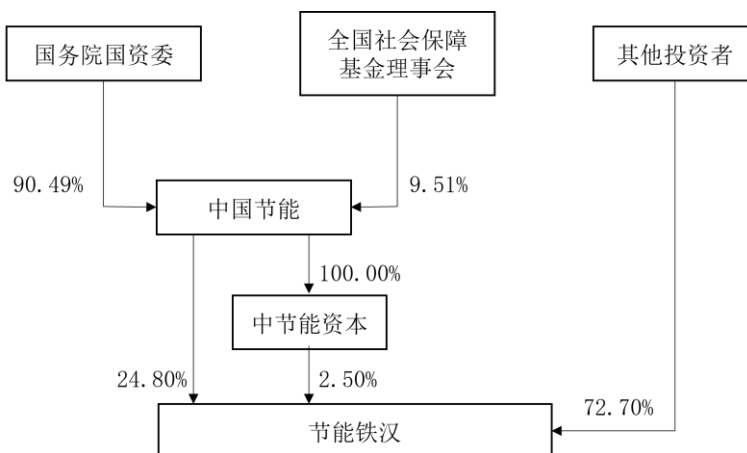 国务院国资委
全国社会保障
基金理事会
其他投资者
90.49%
9.51%
中国节能
100.00%
中节能资本
24.80%
2.50%
72.70%
节能铁汉